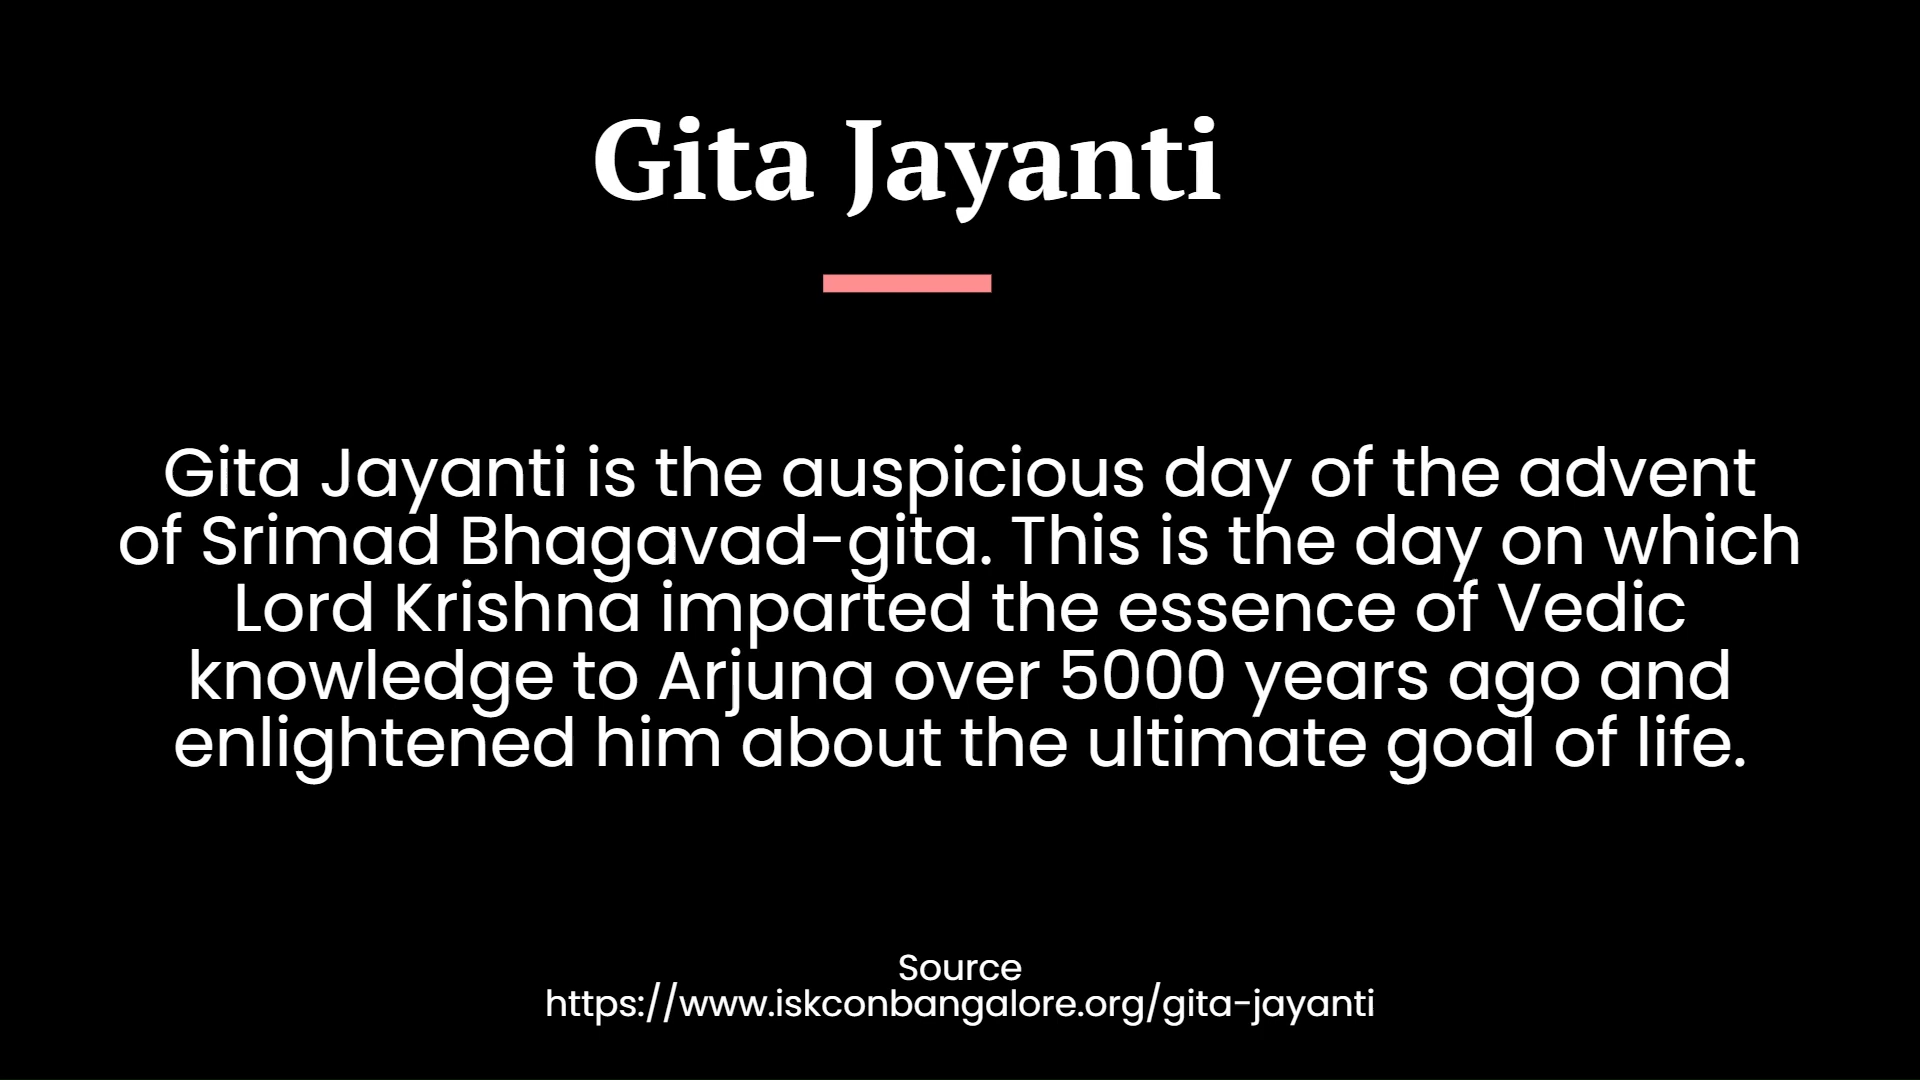 Gita Jayanti
Gita Jayanti is the auspicious day of the advent
of Srimad Bhagavad-gita. This is the day on which
Lord Krishna imparted the essence of Vedic
knowledge to Arjuna over 5000 years ago and
enlightened him about the ultimate goal of life.
Source
https://www.iskconbangalore.org/gita-jayanti